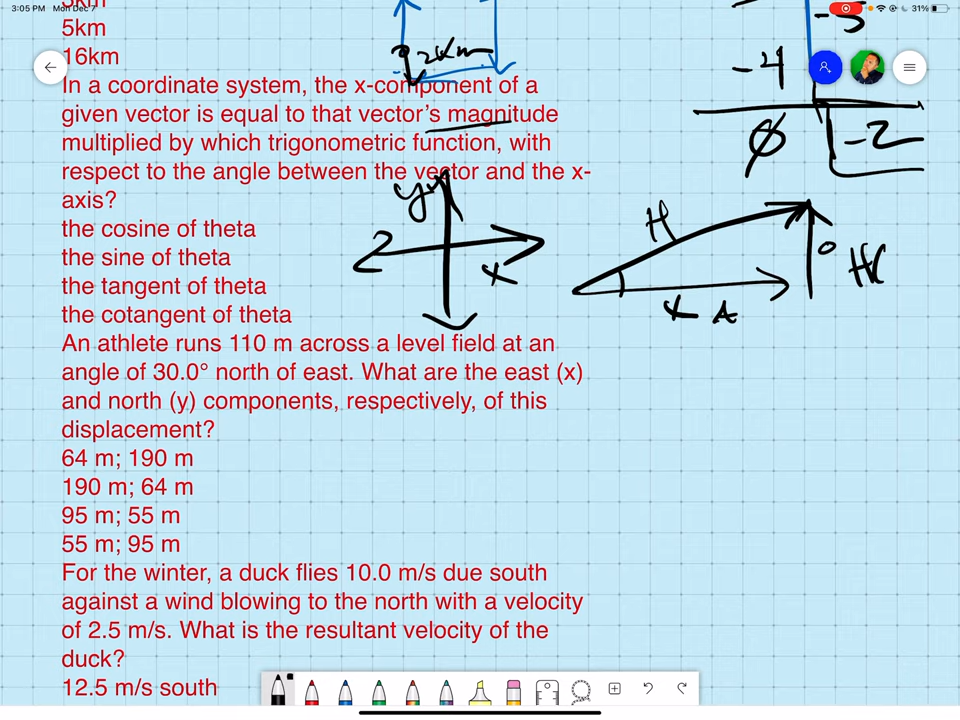 3:05 PM Mon Dec 7
31%
3km
5km
16km
2km
-5
-4
0
-2
In a coordinate system, the x-component of a
given vector is equal to that vector's magnitude
multiplied by which trigonometric function, with
respect to the angle between the vector and the x-
axis?
the cosine of theta
the sine of theta
the tangent of theta
the cotangent of theta
y
x
H
O
x A
An athlete runs 110 m across a level field at an
angle of 30.0° north of east. What are the east (x)
and north (y) components, respectively, of this
displacement?
64 m; 190 m
190 m; 64 m
95 m; 55 m
55 m; 95 m
For the winter, a duck flies 10.0 m/s due south
against a wind blowing to the north with a velocity
of 2.5 m/s. What is the resultant velocity of the
duck?
12.5 m/s south